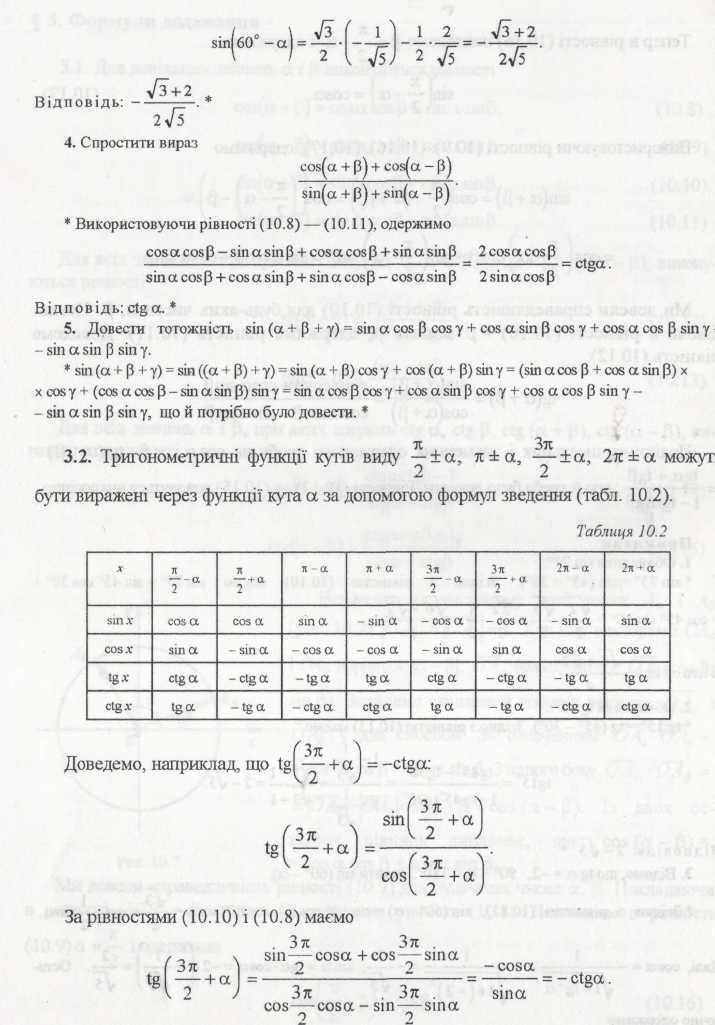 sin(60° − α) = √3/2 · (− 1/√5) − 1/2 · 2/√5 = − (√3 + 2)/(2√5).
Відповідь: − (√3 + 2)/(2√5). *
4. Спростити вираз
(cos(α + β) + cos(α − β))/(sin(α + β) + sin(α − β)).
* Використовуючи рівності (10.8) — (10.11), одержимо
(cos α cos β − sin α sin β + cos α cos β + sin α sin β)/(sin α cos β + cos α sin β + sin α cos β − cos α sin β) = (2 cos α cos β)/(2 sin α cos β) = ctg α.
Відповідь: ctg α. *
5. Довести тотожність sin (α + β + γ) = sin α cos β cos γ + cos α sin β cos γ + cos α cos β sin γ −
− sin α sin β sin γ.
* sin (α + β + γ) = sin ((α + β) + γ) = sin (α + β) cos γ + cos (α + β) sin γ = (sin α cos β + cos α sin β) ×
× cos γ + (cos α cos β − sin α sin β) sin γ = sin α cos β cos γ + cos α sin β cos γ + cos α cos β sin γ −
− sin α sin β sin γ, що й потрібно було довести. *
3.2. Тригонометричні функції кутів виду π/2 ± α, π ± α, 3π/2 ± α, 2π ± α можуть
бути виражені через функції кута α за допомогою формул зведення (табл. 10.2).
Таблиця 10.2
x π/2 − α π/2 + α π − α π + α 3π/2 − α 3π/2 + α 2π − α 2π + α
sin x cos α cos α sin α − sin α − cos α − cos α − sin α sin α
cos x sin α − sin α − cos α − cos α − sin α sin α cos α cos α
tg x ctg α − ctg α − tg α tg α ctg α − ctg α − tg α tg α
ctg x tg α − tg α − ctg α ctg α tg α − tg α − ctg α ctg α
Доведемо, наприклад, що tg(3π/2 + α) = −ctg α:
tg(3π/2 + α) = sin(3π/2 + α)/cos(3π/2 + α).
За рівностями (10.10) і (10.8) маємо
tg(3π/2 + α) = (sin 3π/2 cos α + cos 3π/2 sin α)/(cos 3π/2 cos α − sin 3π/2 sin α) = (− cos α)/(sin α) = − ctg α.